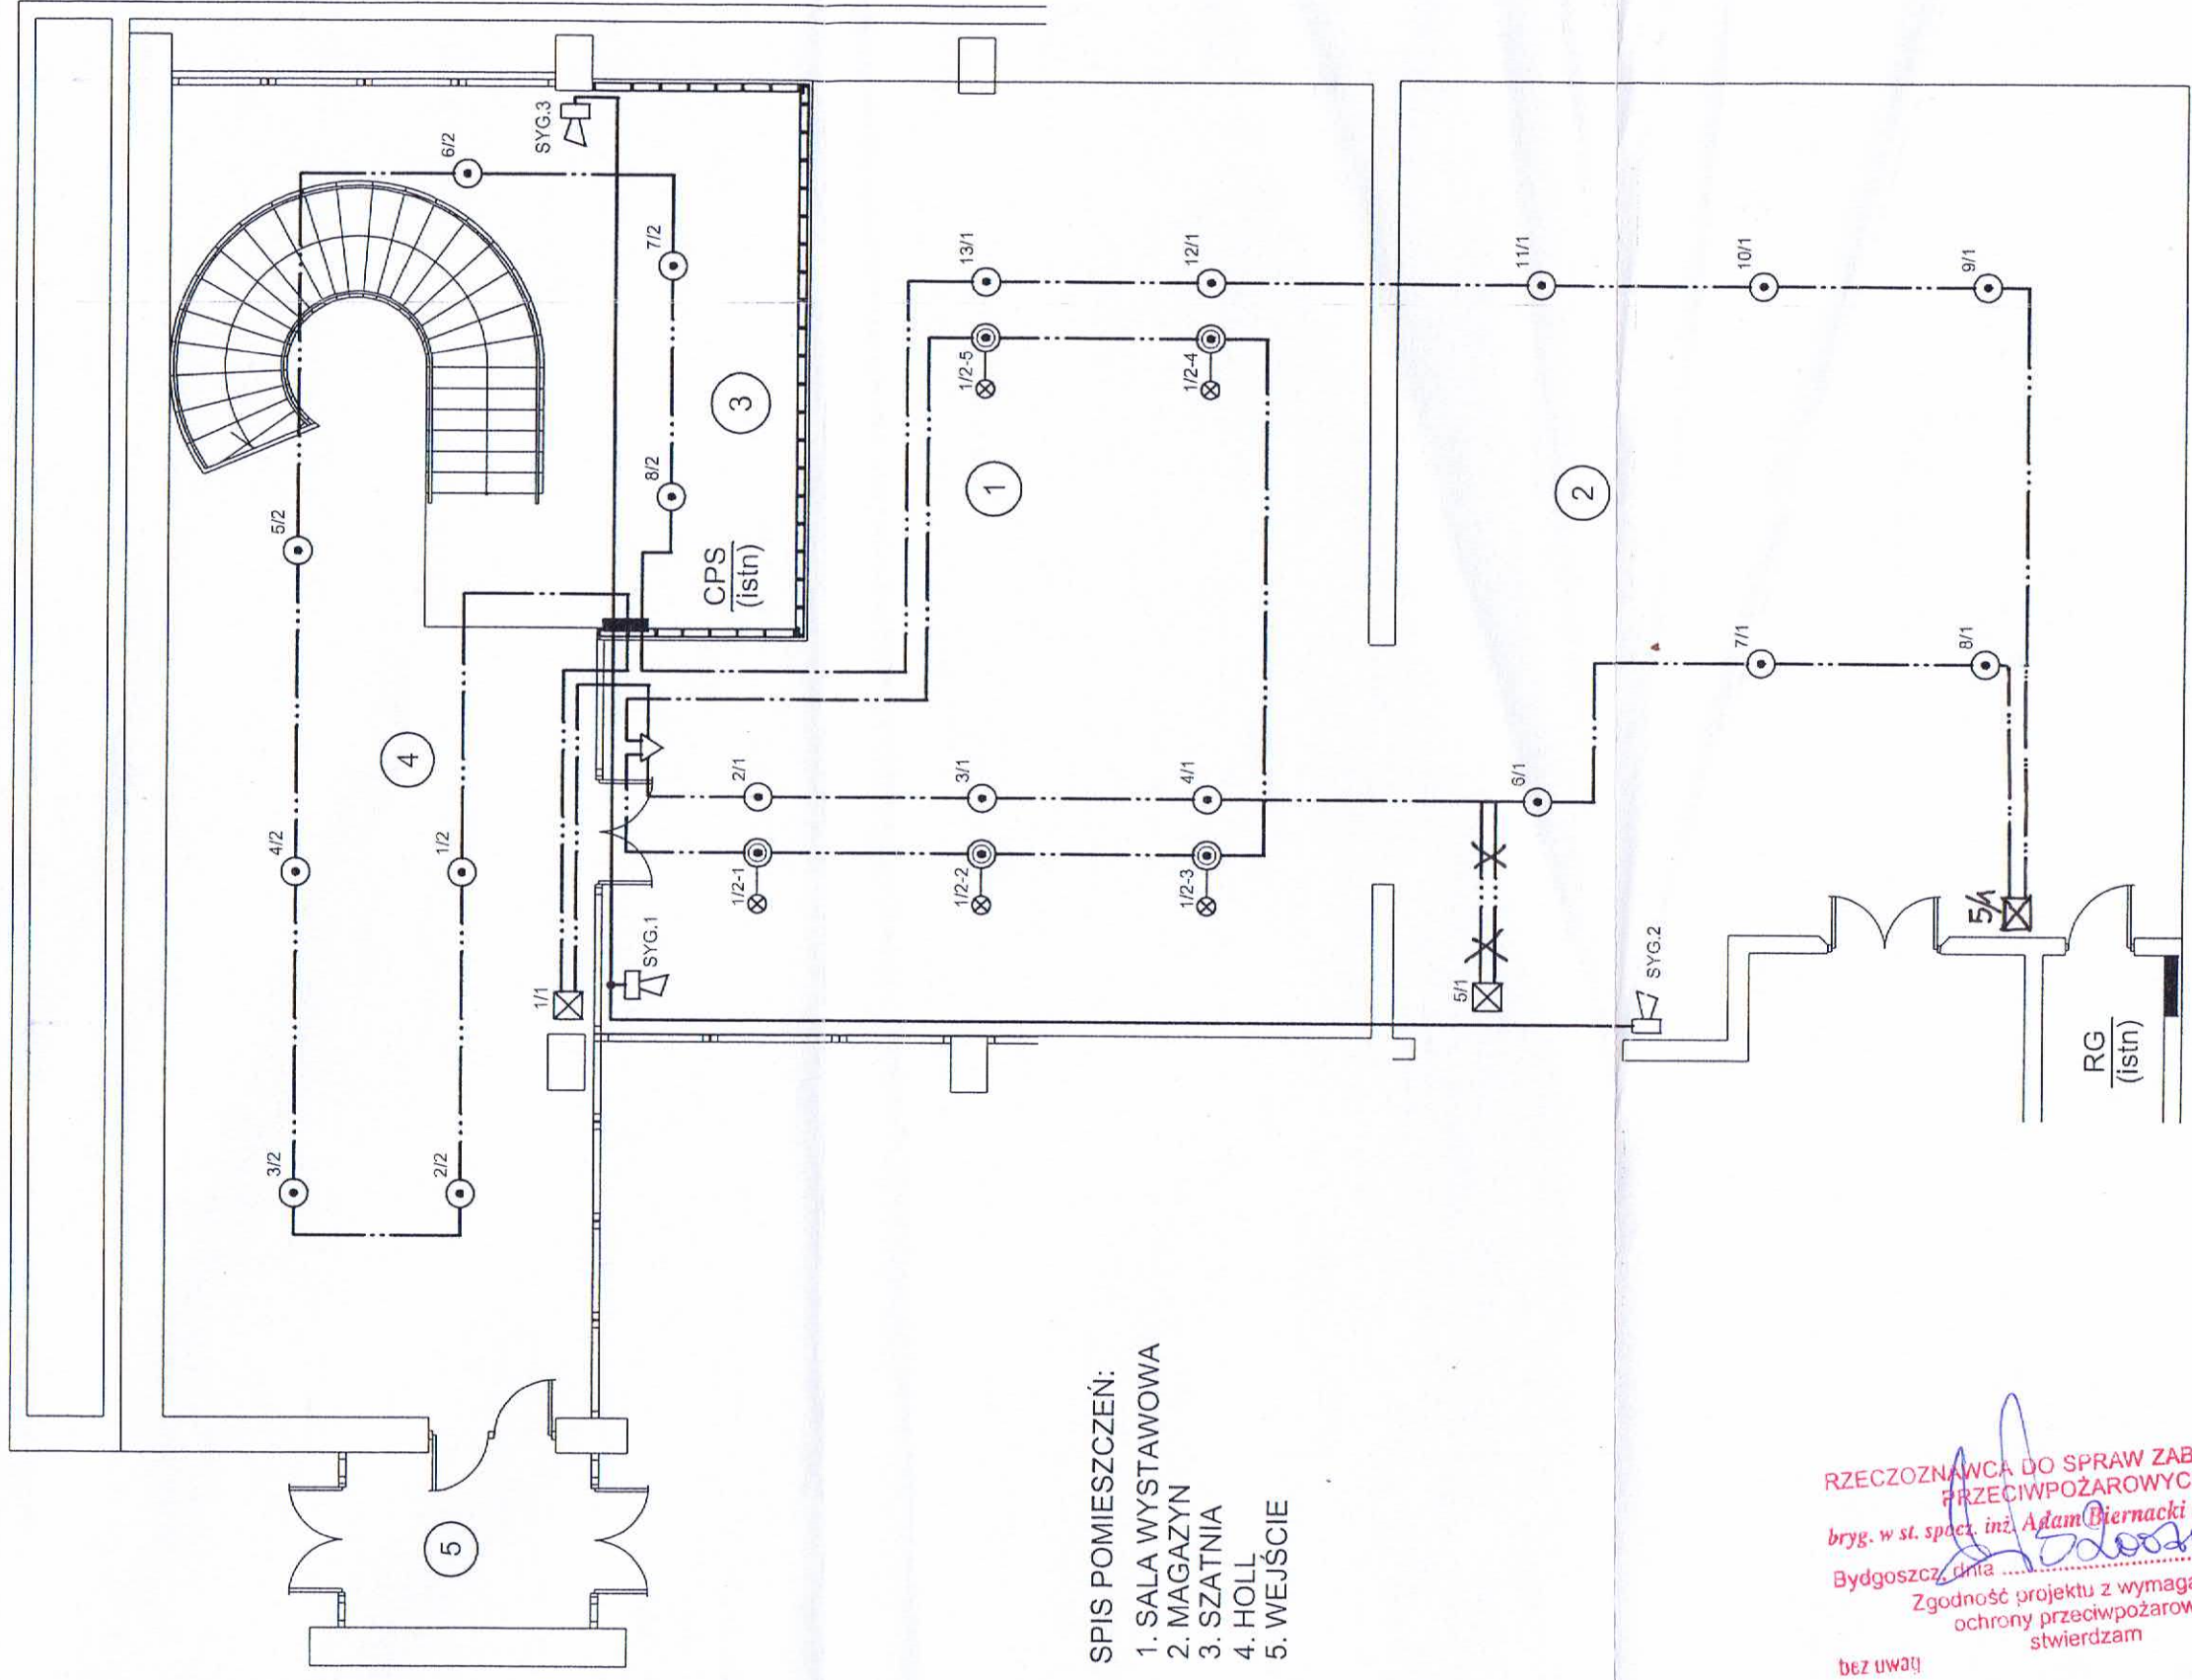 6/2
SYG.3
5/2
7/2
8/2
3
CPS
(istn)
4
4/2
1/2
3/2
2/2
13/1
12/1
11/1
10/1
9/1
1/2-5
1/2-4
1
2
7/1
8/1
2/1
3/1
4/1
6/1
1/2-1
1/2-2
1/2-3
1/1
SYG.1
5/1
5/1
SYG.2
RG
(istn)
5
SPIS POMIESZCZEŃ:
1. SALA WYSTAWOWA
2. MAGAZYN
3. SZATNIA
4. HOLL
5. WEJŚCIE
RZECZOZNAWCA DO SPRAW ZAB
PRZECIWPOŻAROWYC
bryg. w st. spocz. inż. Adam Biernacki
Bydgoszcz, dnia
Zgodność projektu z wymaga
ochrony przeciwpożarow
stwierdzam
bez uwag